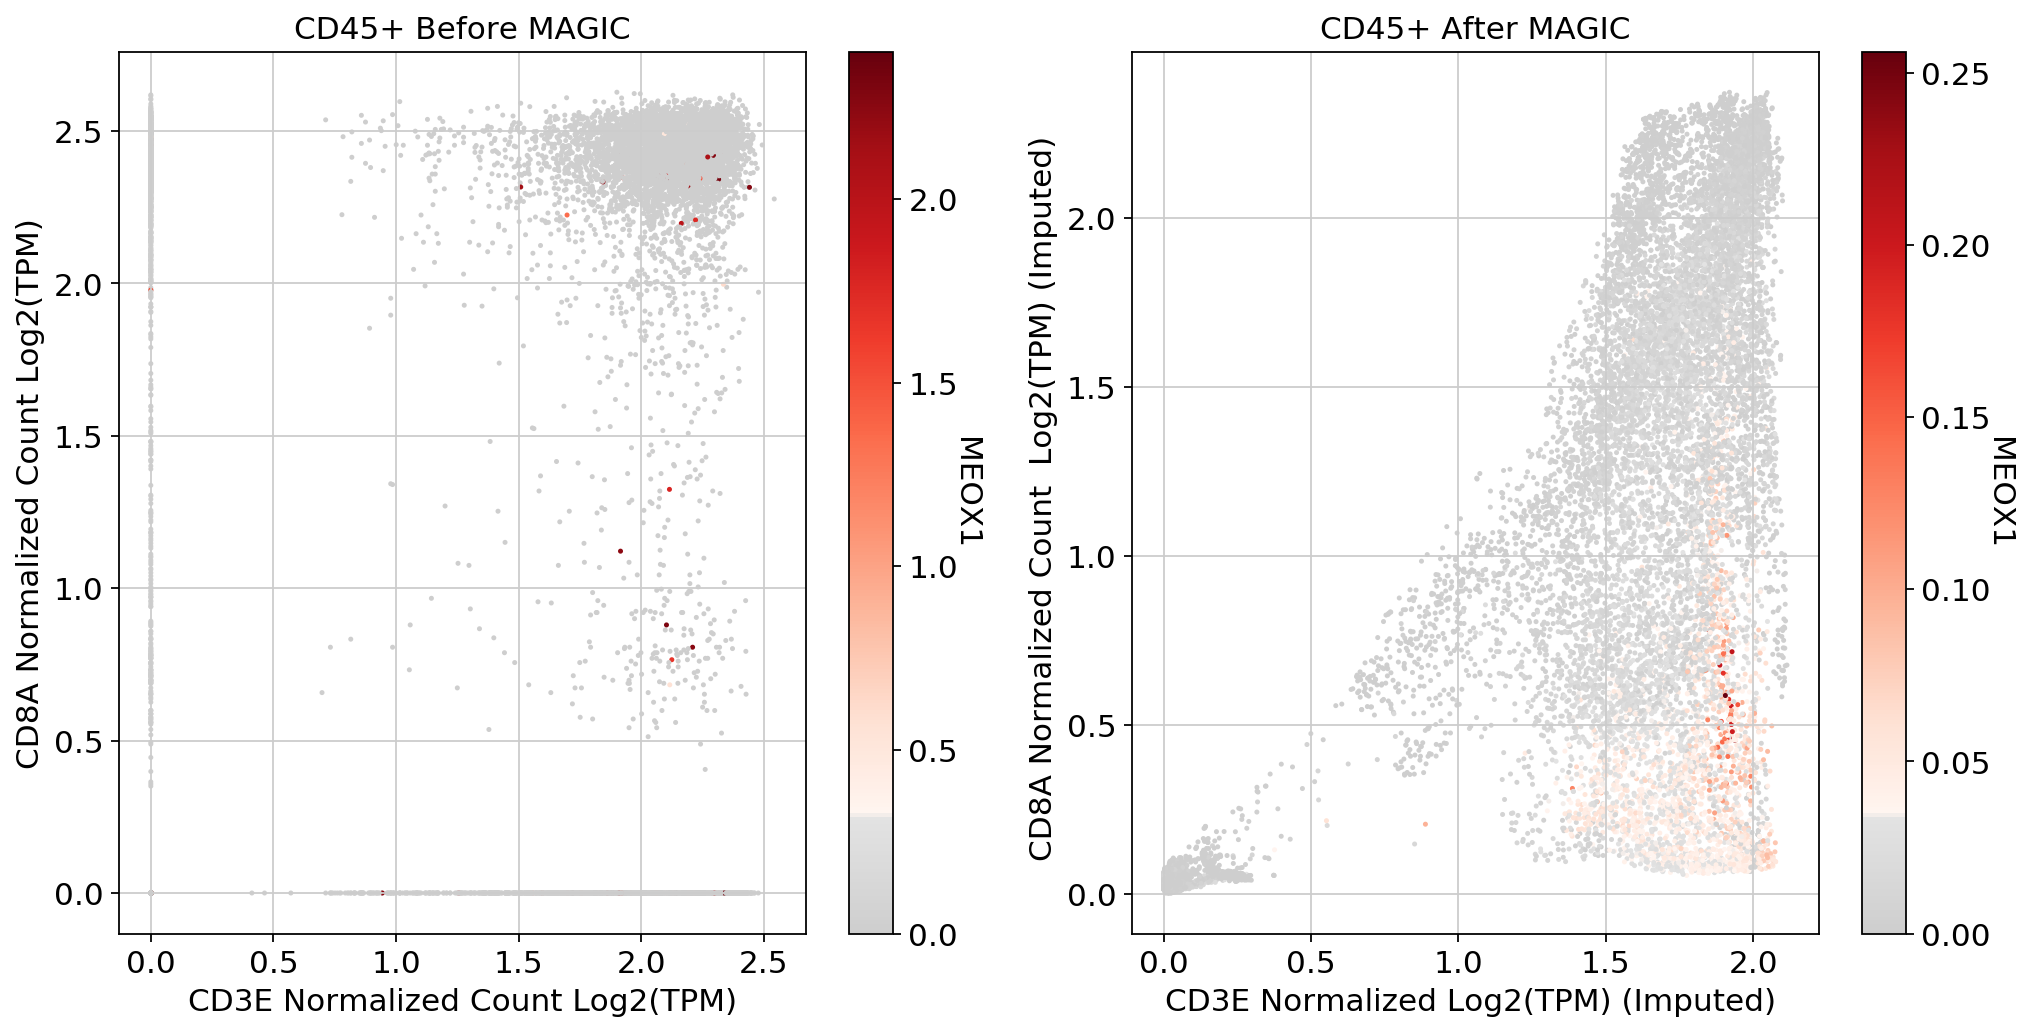 CD45+ Before MAGIC
CD8A Normalized Count Log2(TPM)
2.5
2.0
1.5
1.0
0.5
0.0
0.0 0.5 1.0 1.5 2.0 2.5
CD3E Normalized Count Log2(TPM)
2.0
1.5
1.0
0.5
0.0
MEOX1
CD45+ After MAGIC
CD8A Normalized Count  Log2(TPM) (Imputed)
2.0
1.5
1.0
0.5
0.0
0.0 0.5 1.0 1.5 2.0
CD3E Normalized Log2(TPM) (Imputed)
0.25
0.20
0.15
0.10
0.05
0.00
MEOX1